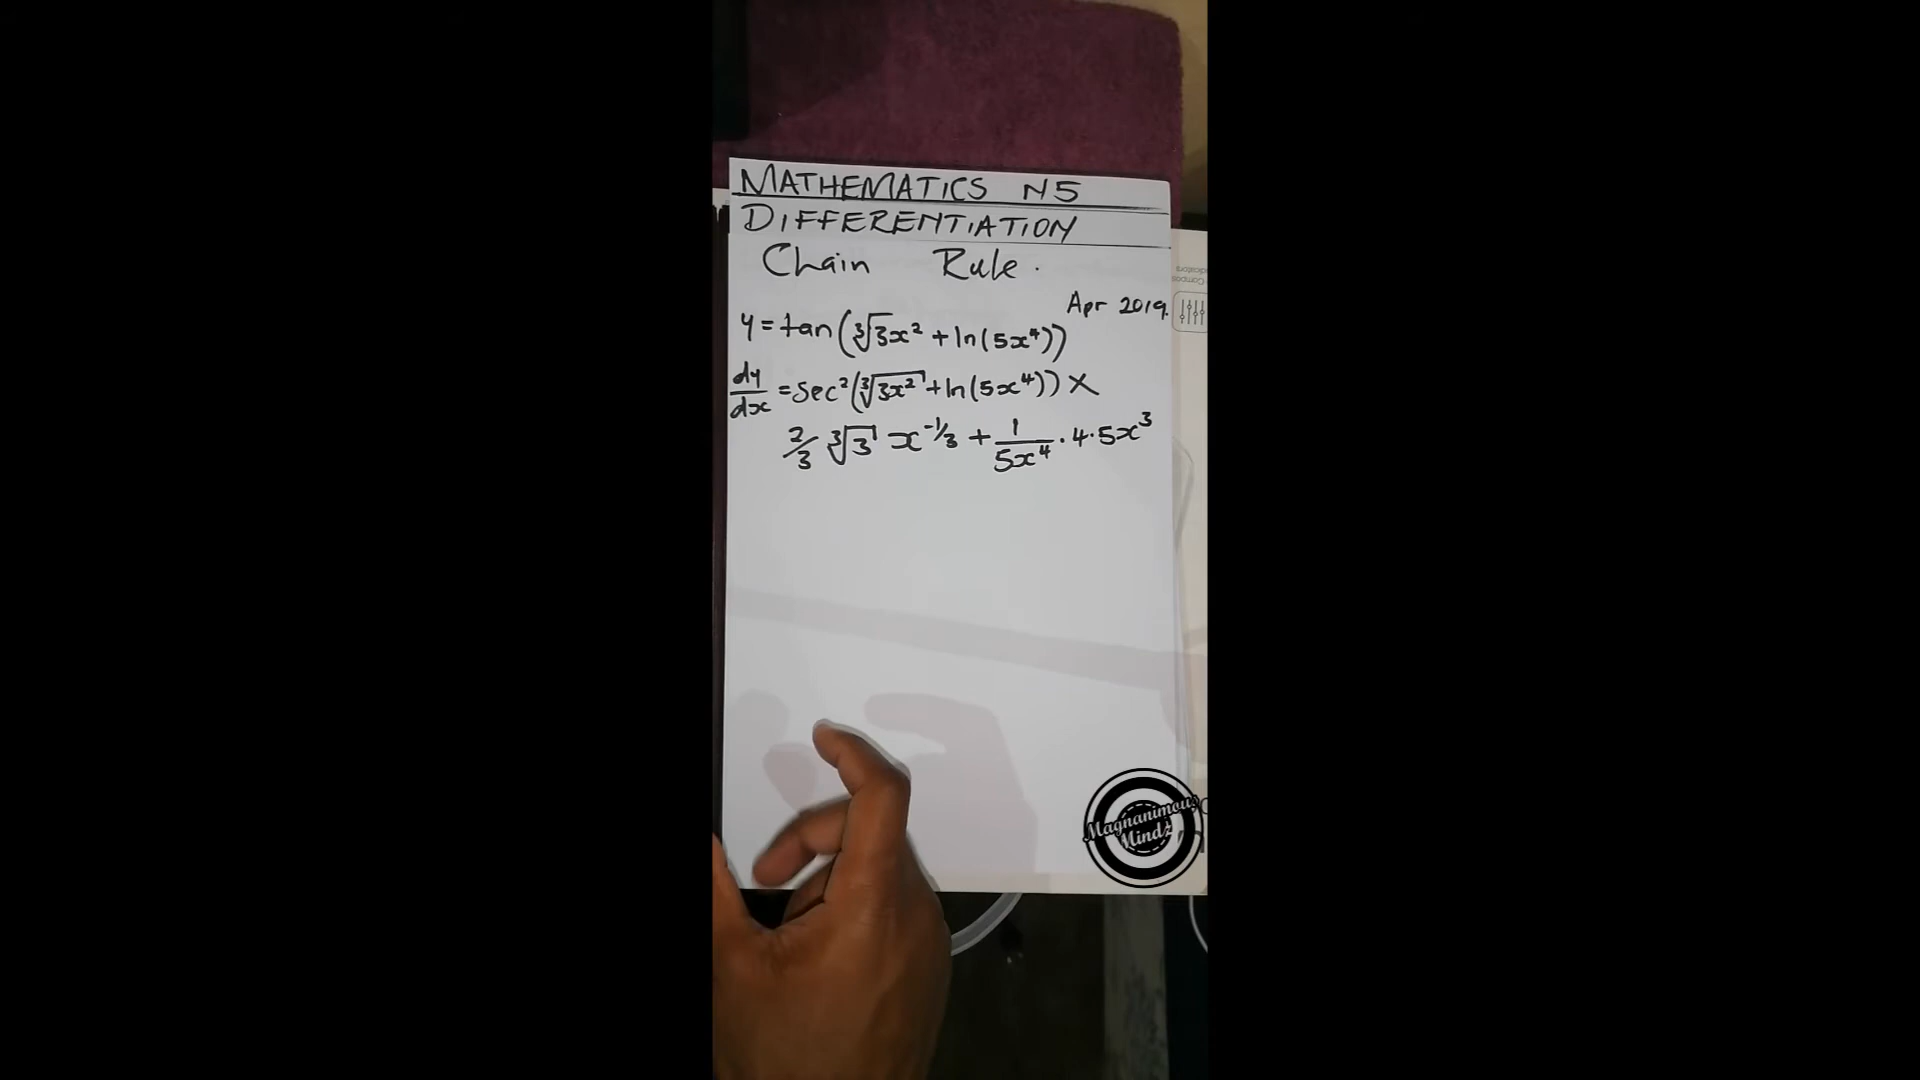 MATHEMATICS N5
DIFFERENTIATION
Chain Rule.
Apr 2019.
y = tan(∛3x² + ln(5x⁴))
dy/dx = sec²(∛3x² + ln(5x⁴)) ×
2/3 ∛3 x^-1/3 + 1/5x⁴ · 4·5x³
Magnanimous
Mindz